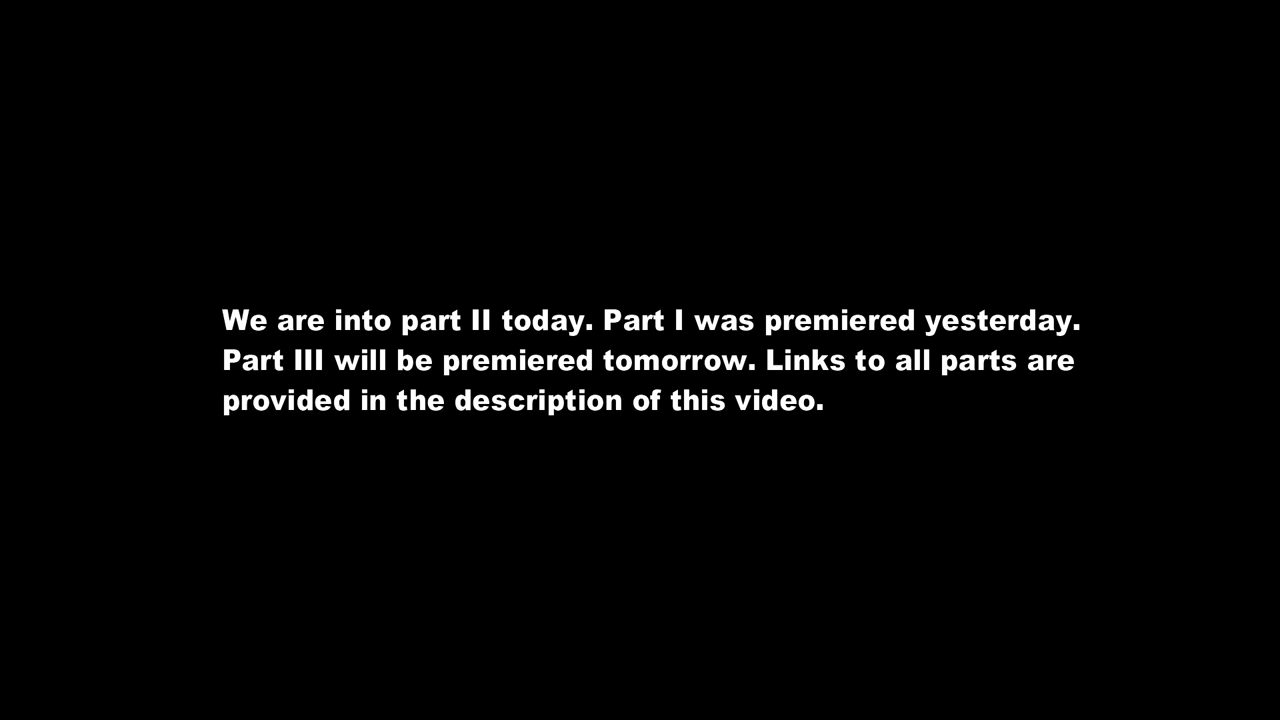 We are into part II today. Part I was premiered yesterday.
Part III will be premiered tomorrow. Links to all parts are
provided in the description of this video.